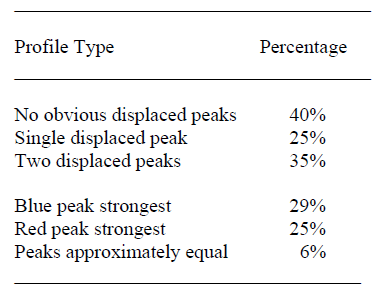 Profile Type Percentage
No obvious displaced peaks 40%
Single displaced peak 25%
Two displaced peaks 35%
Blue peak strongest 29%
Red peak strongest 25%
Peaks approximately equal 6%